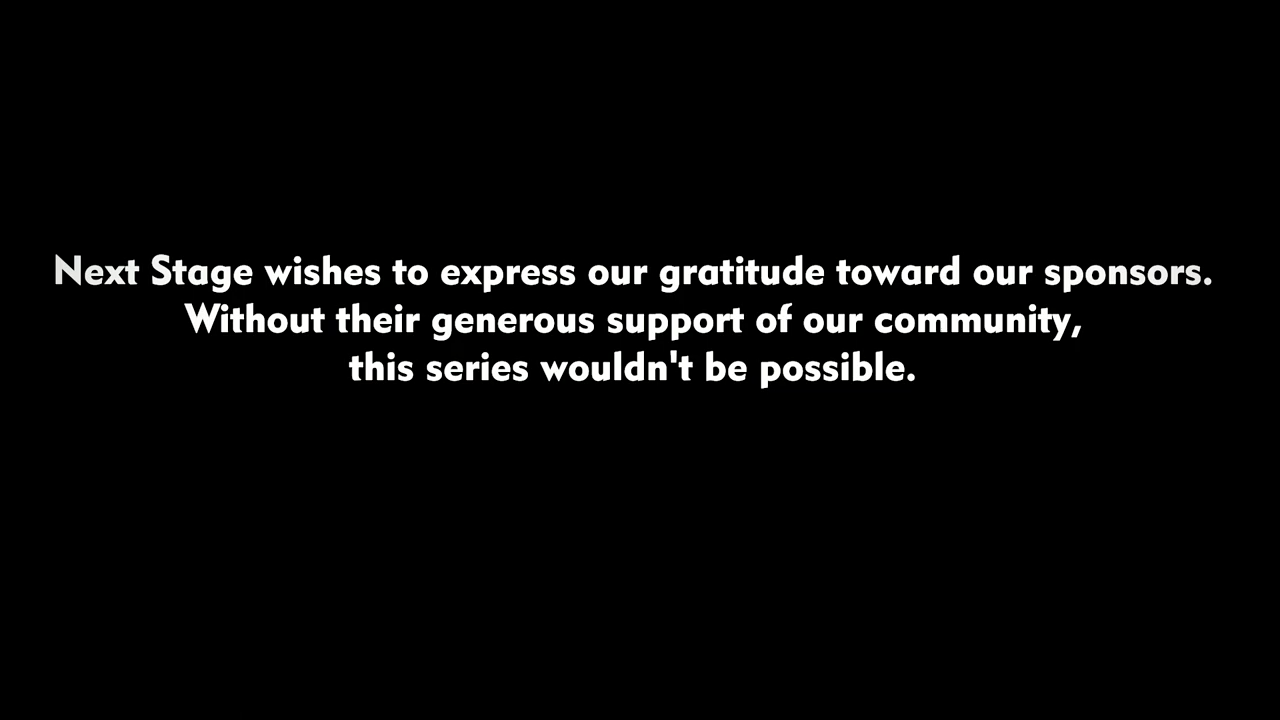 Next Stage wishes to express our gratitude toward our sponsors.
Without their generous support of our community,
this series wouldn't be possible.